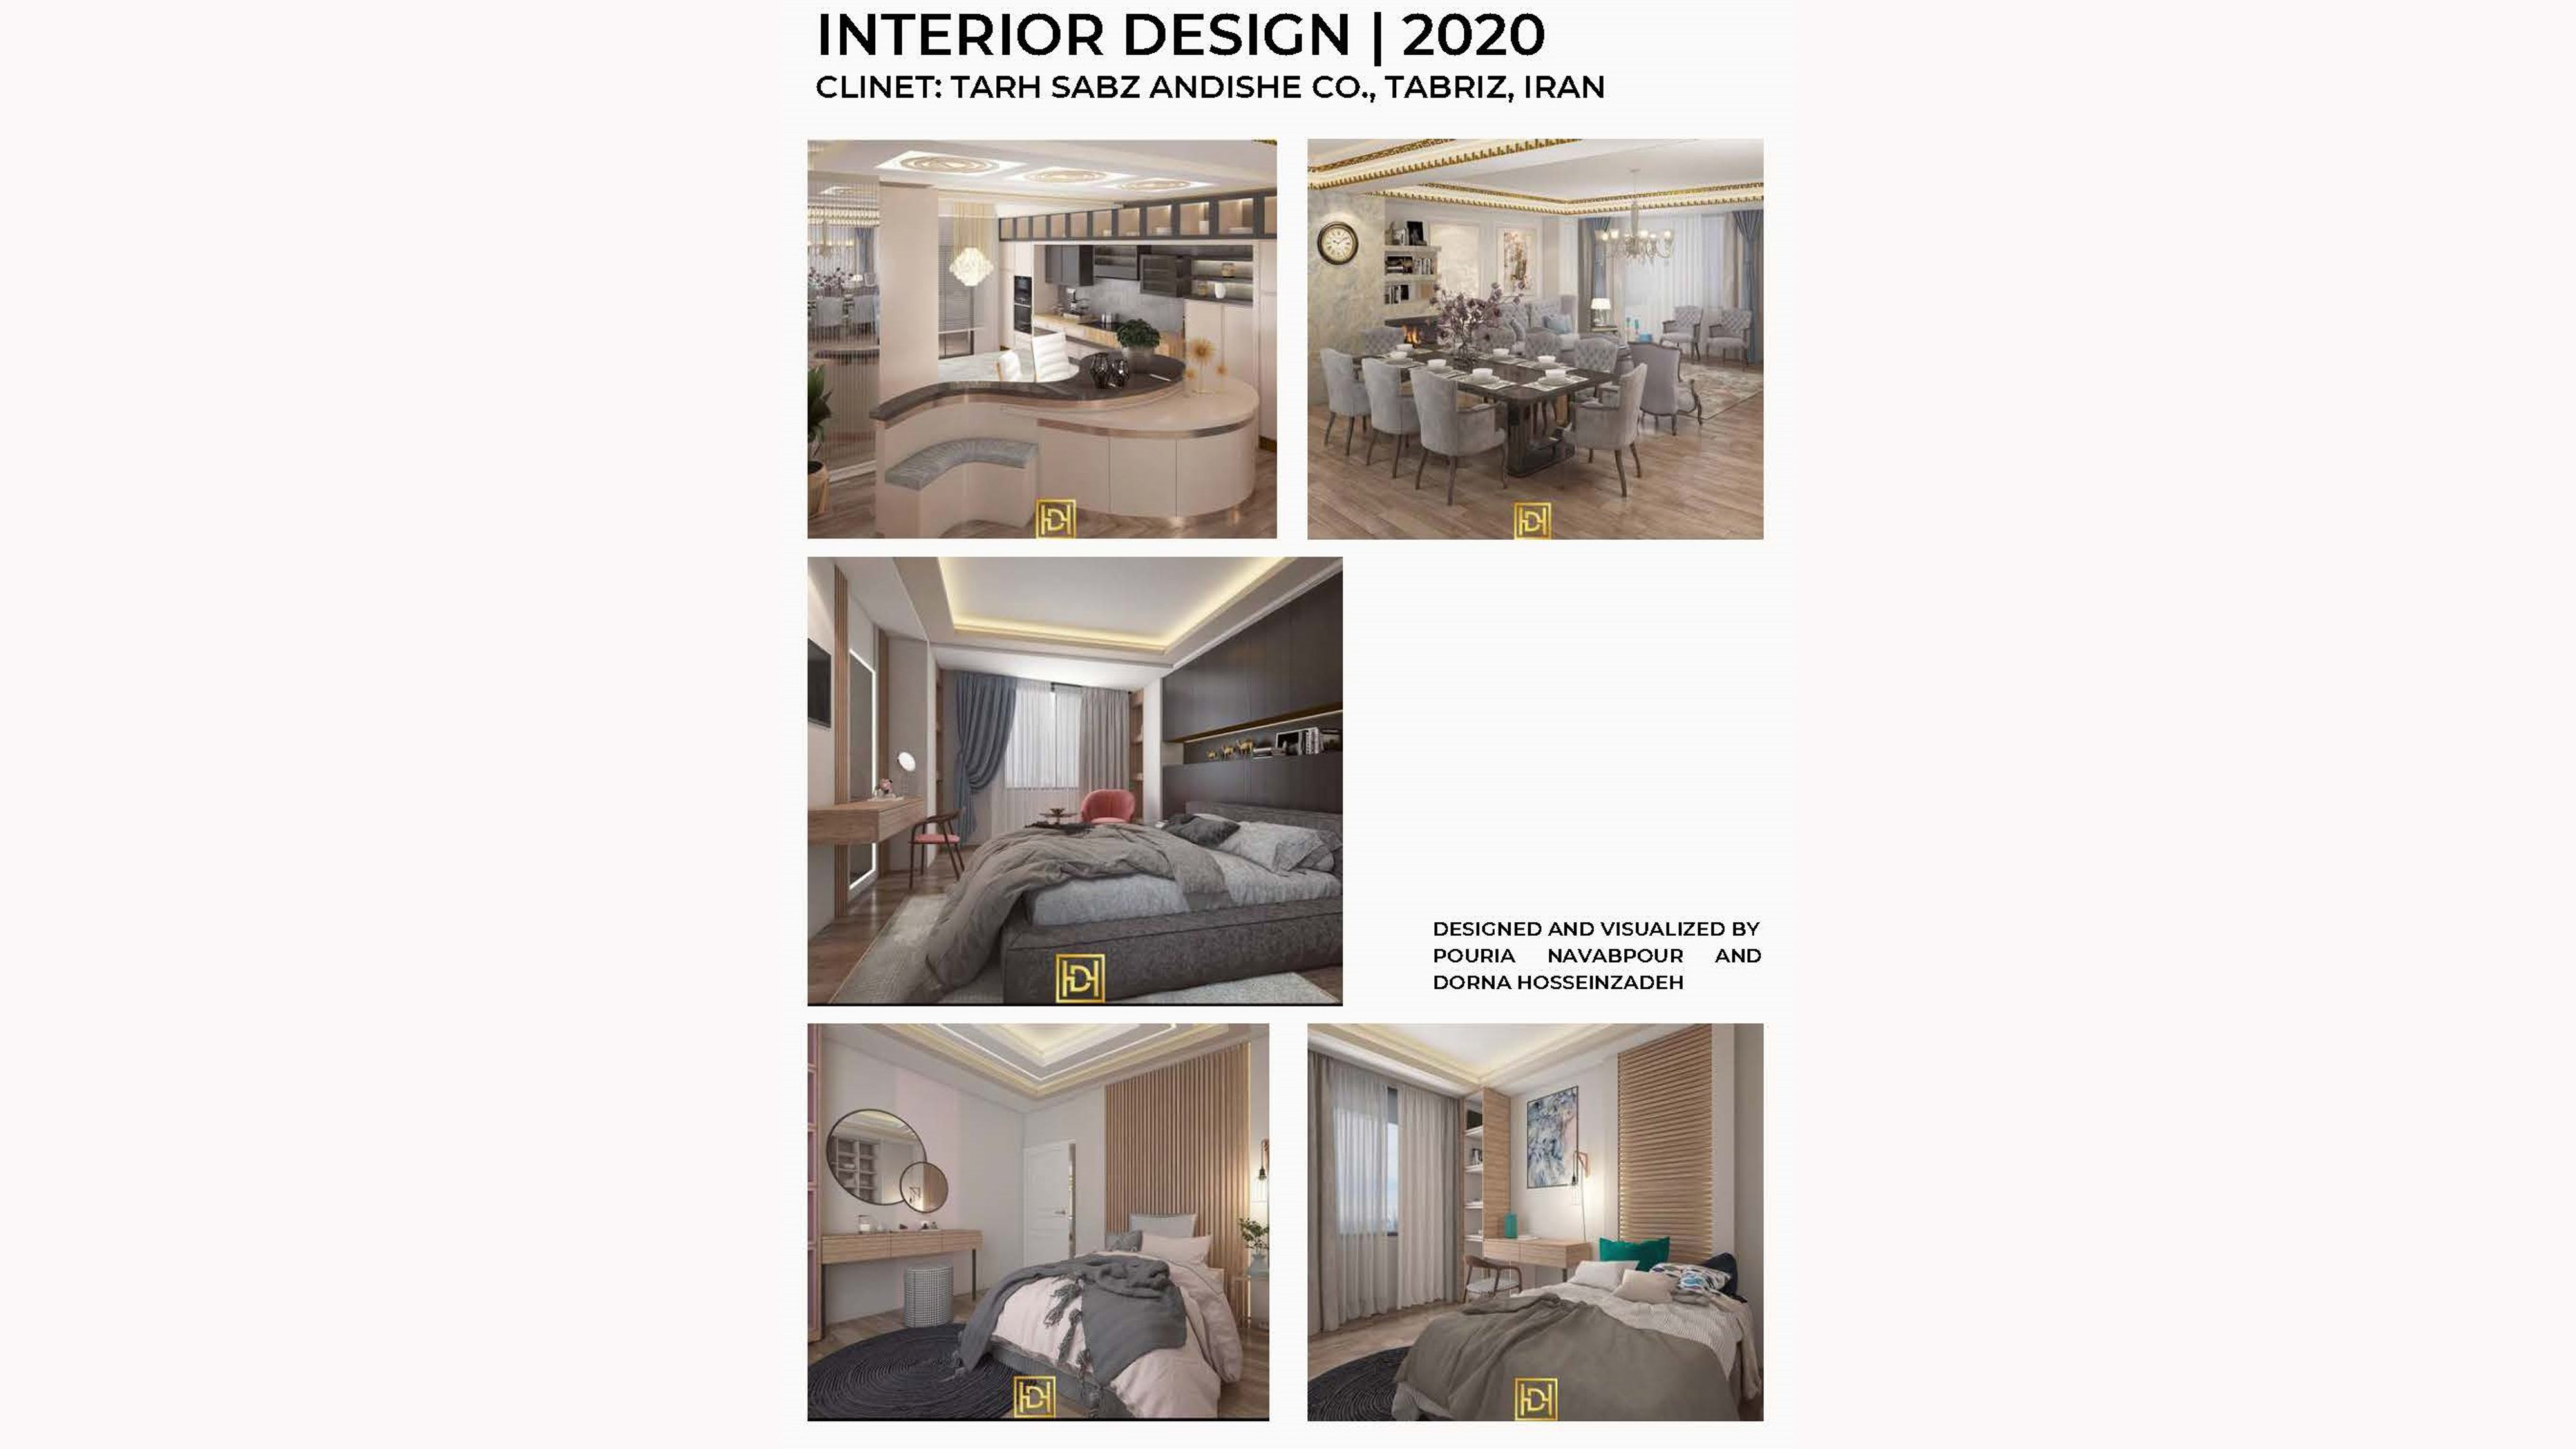 INTERIOR DESIGN | 2020
CLINET: TARH SABZ ANDISHE CO., TABRIZ, IRAN
DESIGNED AND VISUALIZED BY
POURIA NAVABPOUR AND
DORNA HOSSEINZADEH